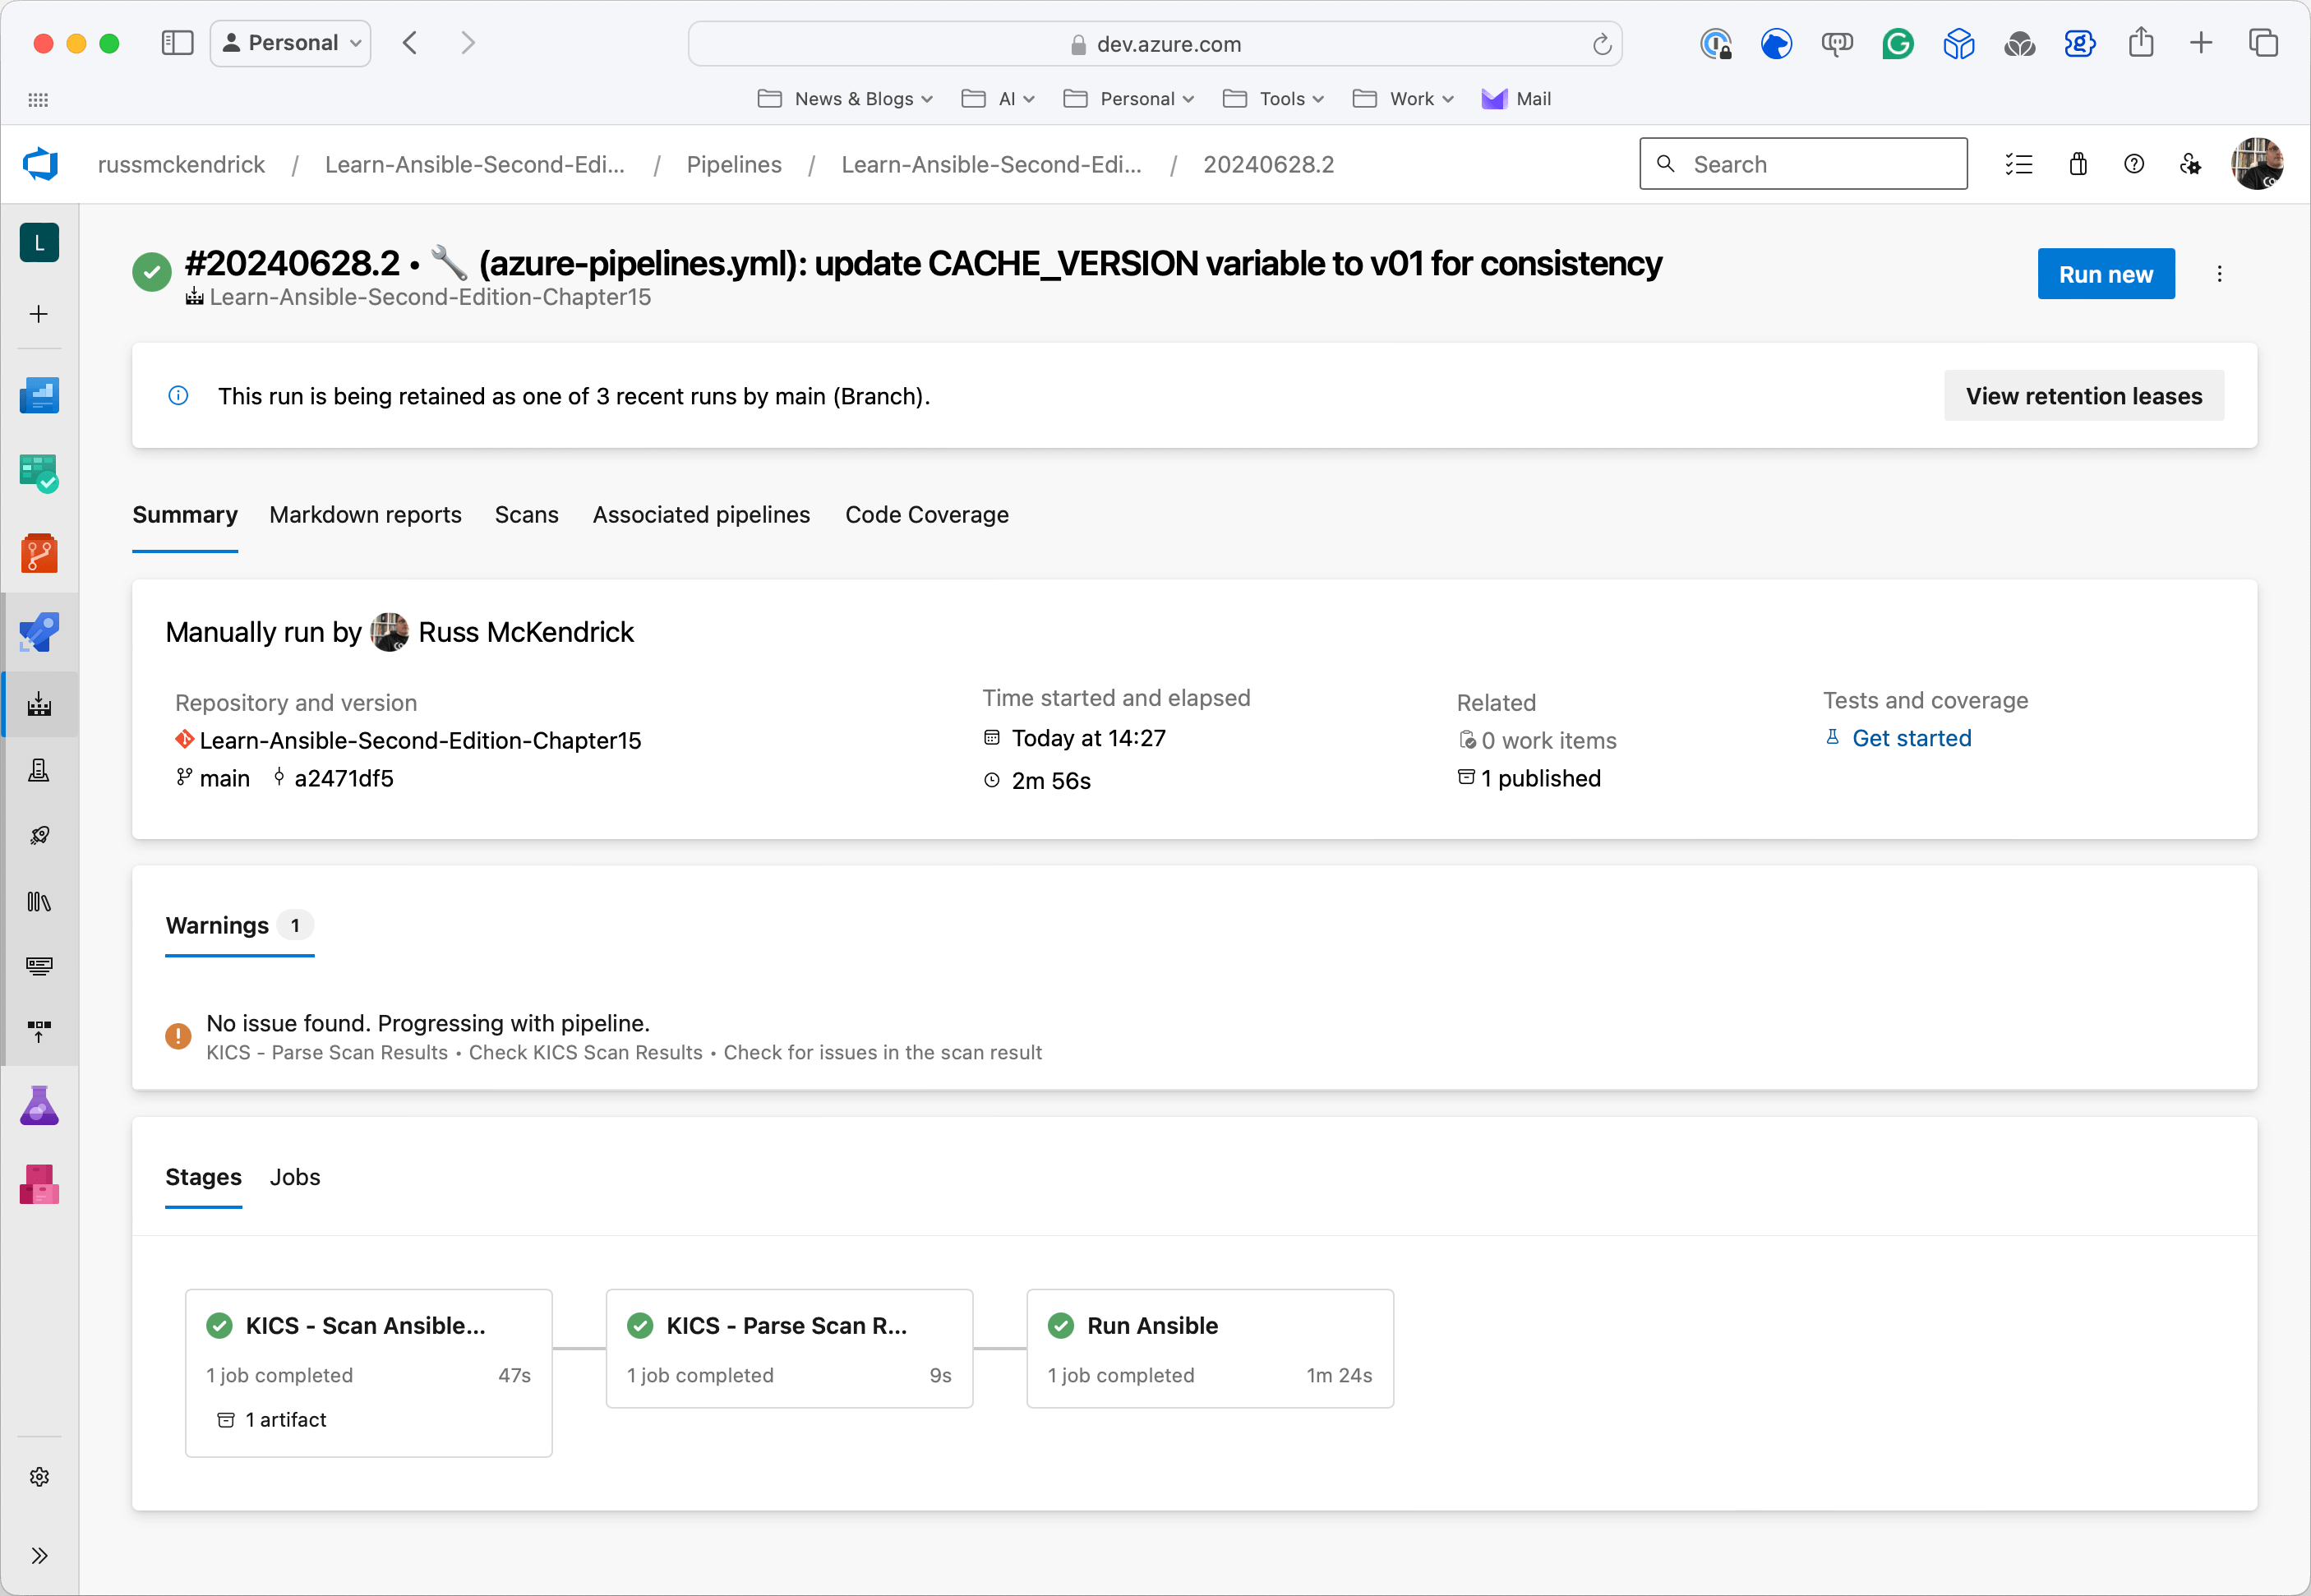 Personal
dev.azure.com
News & Blogs
AI
Personal
Tools
Work
Mail
russmckendrick / Learn-Ansible-Second-Edi... / Pipelines / Learn-Ansible-Second-Edi... / 20240628.2
Search
L
#20240628.2 • 🔧 (azure-pipelines.yml): update CACHE_VERSION variable to v01 for consistency
Learn-Ansible-Second-Edition-Chapter15
Run new
This run is being retained as one of 3 recent runs by main (Branch).
View retention leases
Summary
Markdown reports
Scans
Associated pipelines
Code Coverage
Manually run by Russ McKendrick
Repository and version
Learn-Ansible-Second-Edition-Chapter15
main a2471df5
Time started and elapsed
Today at 14:27
2m 56s
Related
0 work items
1 published
Tests and coverage
Get started
Warnings 1
No issue found. Progressing with pipeline.
KICS - Parse Scan Results • Check KICS Scan Results • Check for issues in the scan result
Stages
Jobs
KICS - Scan Ansible...
1 job completed 47s
1 artifact
KICS - Parse Scan R...
1 job completed 9s
Run Ansible
1 job completed 1m 24s